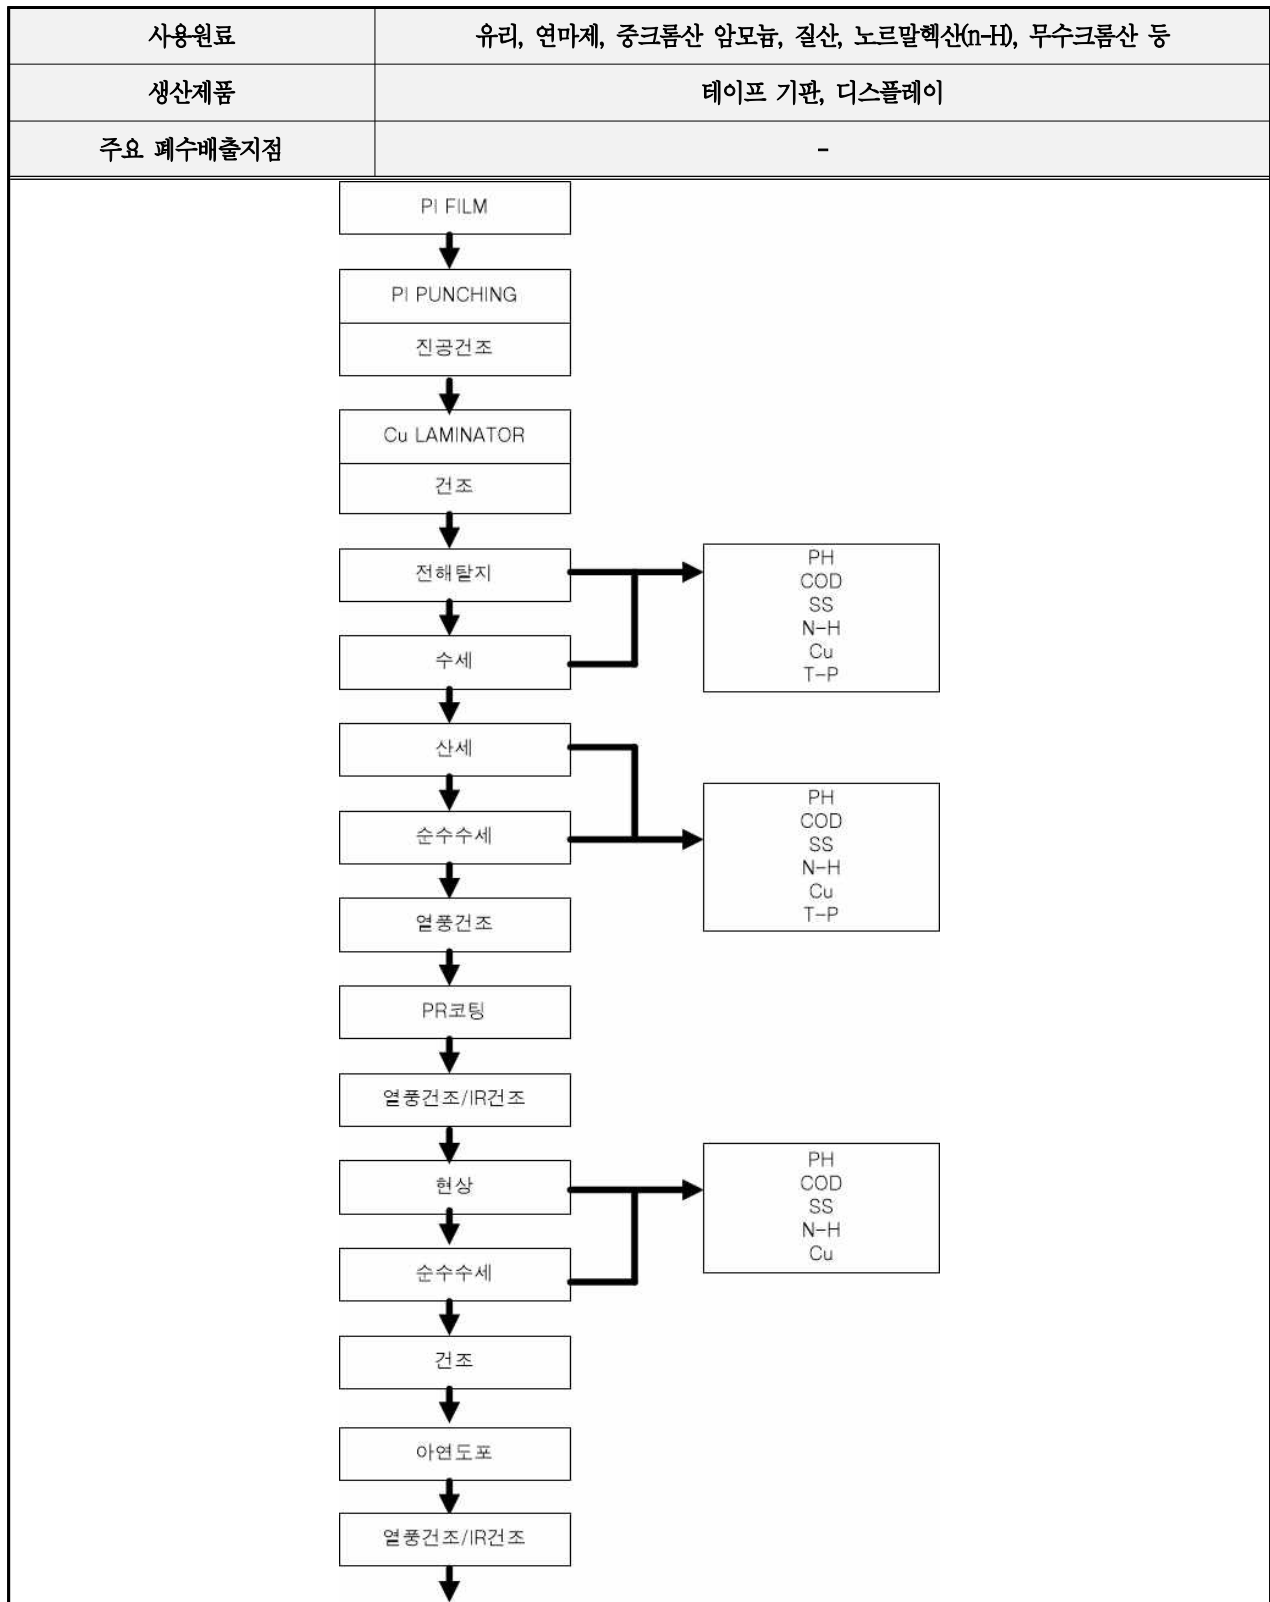 사용원료
유리, 연마제, 중크롬산 암모늄, 질산, 노르말헥산(n-H), 무수크롬산 등
생산제품
테이프 기판, 디스플레이
주요 폐수배출지점
-
PI FILM
PI PUNCHING
진공건조
Cu LAMINATOR
건조
전해탈지
수세
PH
COD
SS
N-H
Cu
T-P
산세
순수수세
PH
COD
SS
N-H
Cu
T-P
열풍건조
PR코팅
열풍건조/IR건조
현상
순수수세
PH
COD
SS
N-H
Cu
건조
아연도포
열풍건조/IR건조